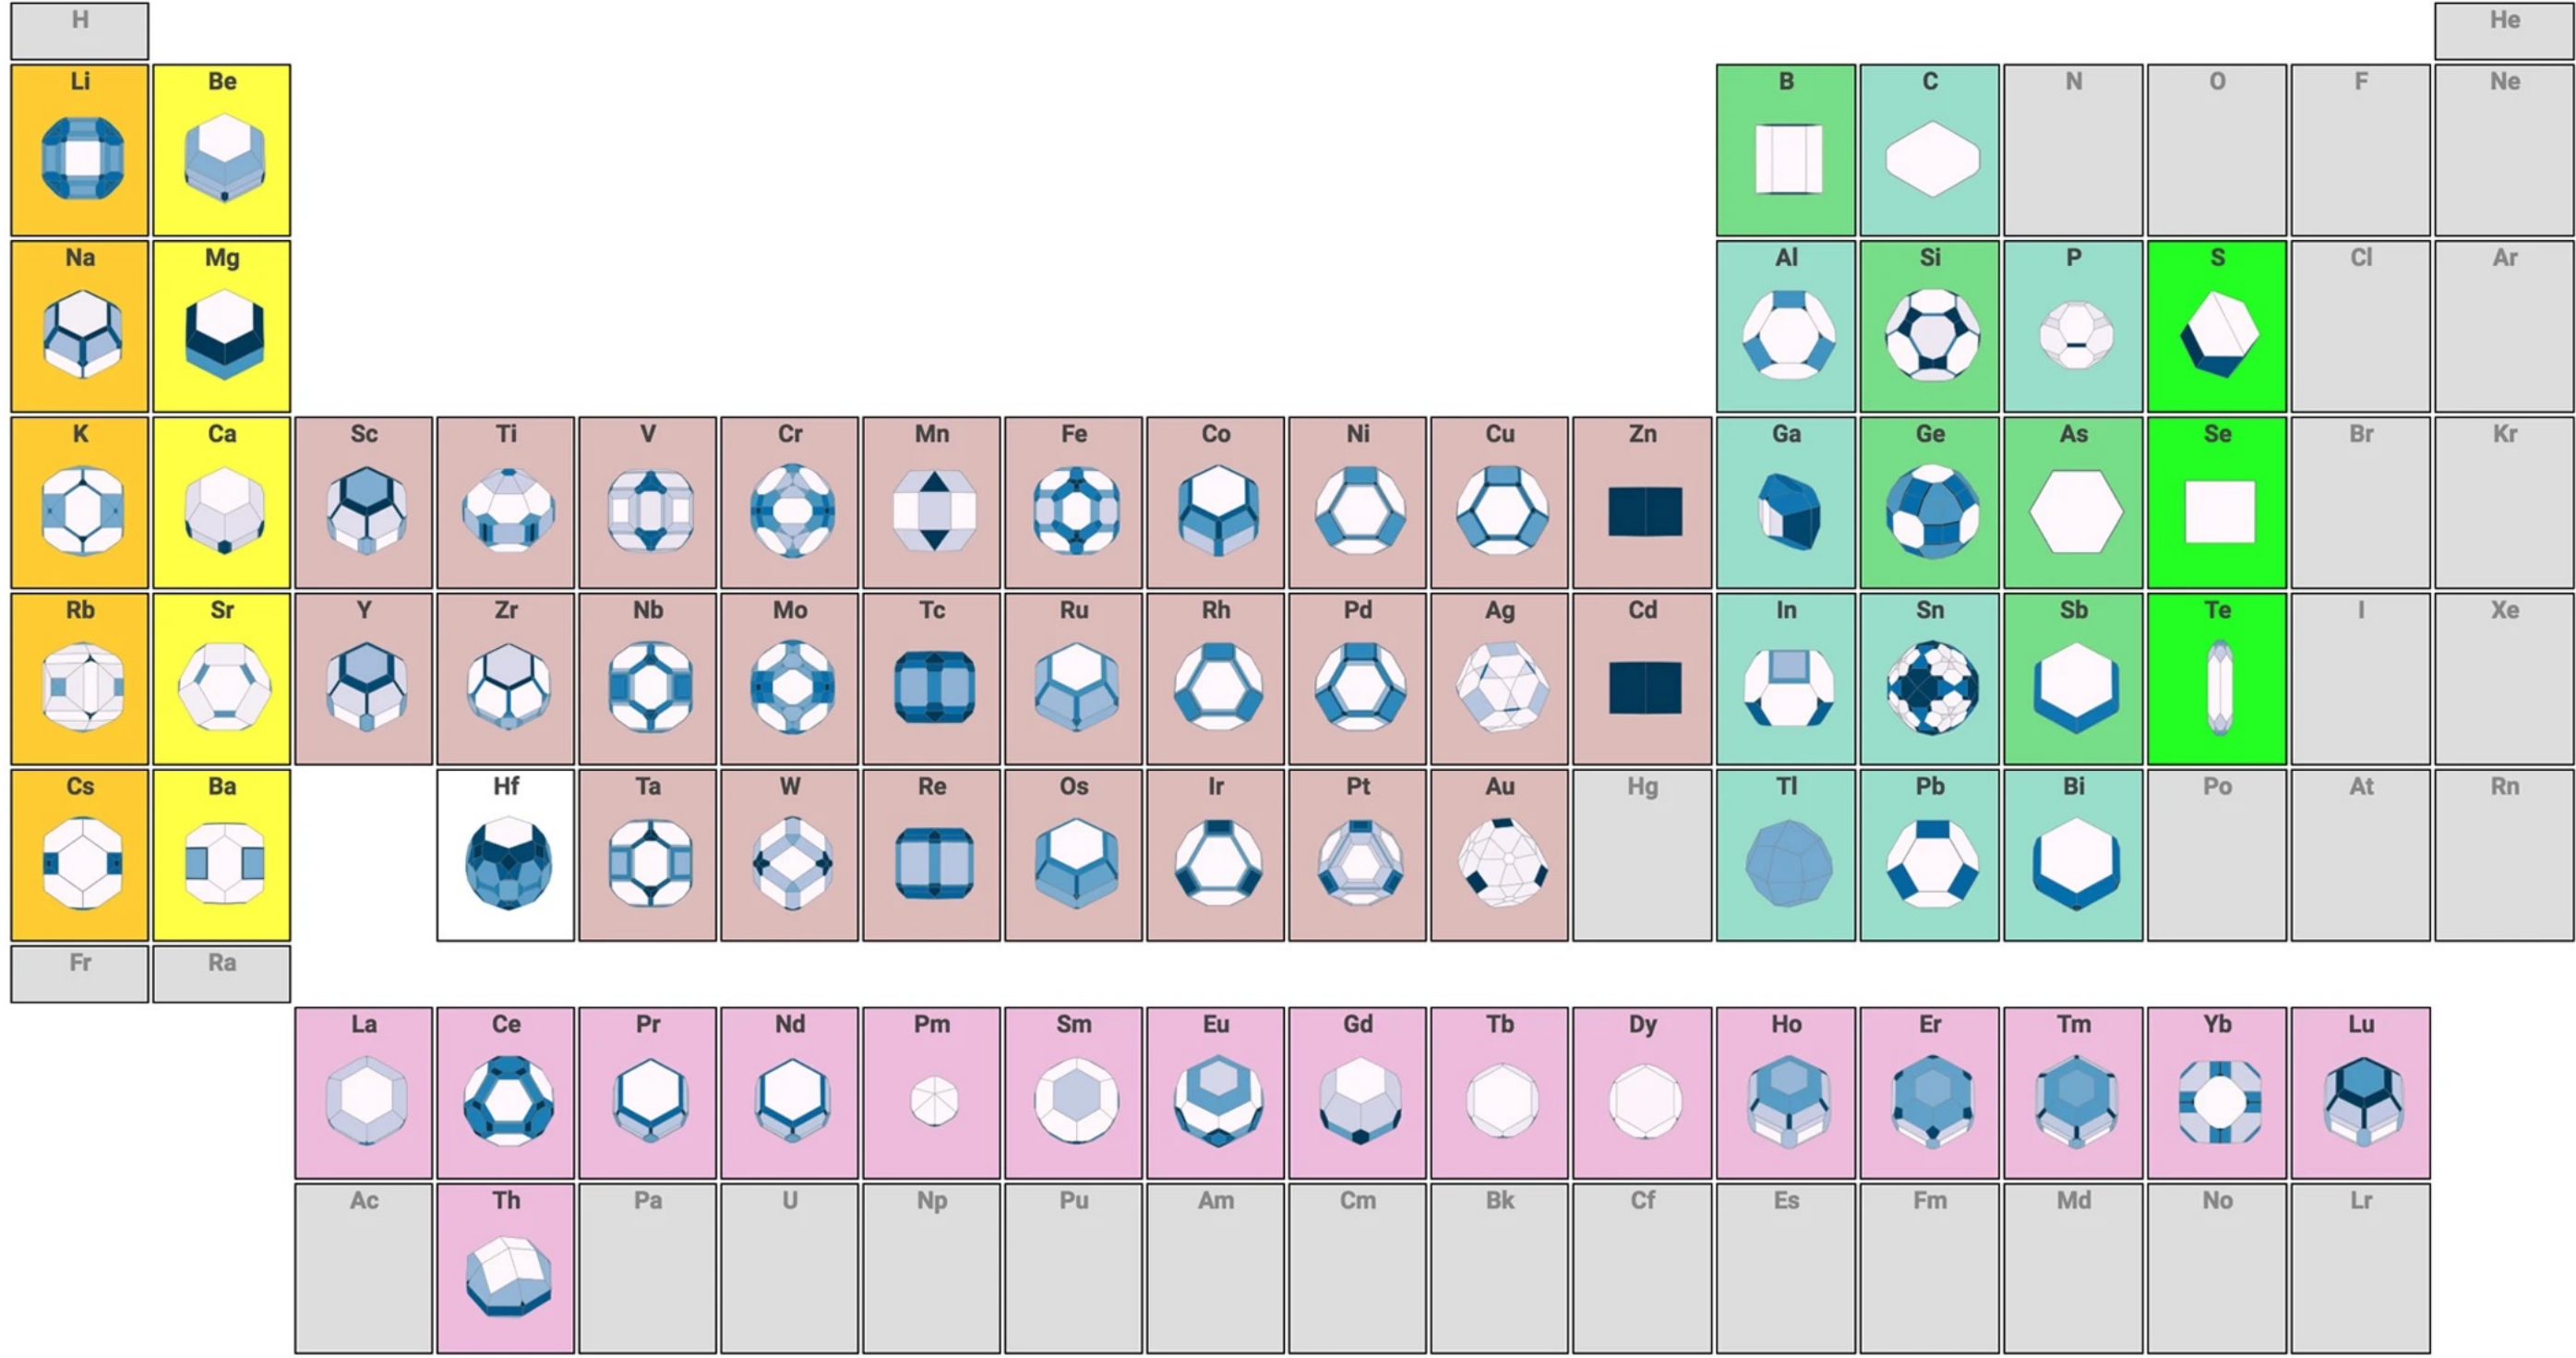 H He
Li Be B C N O F Ne
Na Mg Al Si P S Cl Ar
K Ca Sc Ti V Cr Mn Fe Co Ni Cu Zn Ga Ge As Se Br Kr
Rb Sr Y Zr Nb Mo Tc Ru Rh Pd Ag Cd In Sn Sb Te I Xe
Cs Ba Hf Ta W Re Os Ir Pt Au Hg Tl Pb Bi Po At Rn
Fr Ra
La Ce Pr Nd Pm Sm Eu Gd Tb Dy Ho Er Tm Yb Lu
Ac Th Pa U Np Pu Am Cm Bk Cf Es Fm Md No Lr